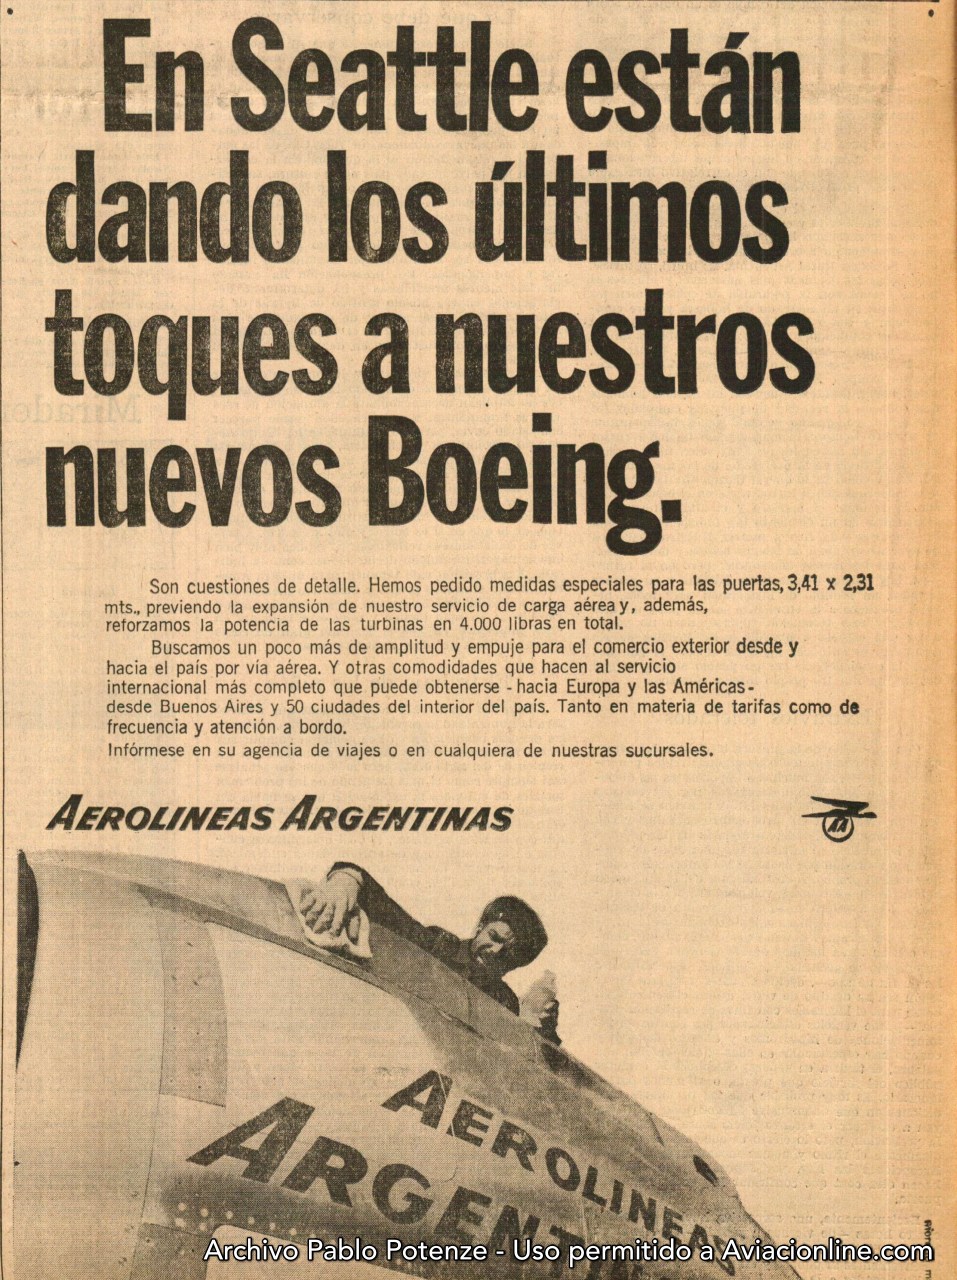 En Seattle están
dando los últimos
toques a nuestros
nuevos Boeing.
Son cuestiones de detalle. Hemos pedido medidas especiales para las puertas, 3,41 x 2,31
mts., previendo la expansión de nuestro servicio de carga aérea y, además,
reforzamos la potencia de las turbinas en 4.000 libras en total.
Buscamos un poco más de amplitud y empuje para el comercio exterior desde y
hacia el país por vía aérea. Y otras comodidades que hacen al servicio
internacional más completo que puede obtenerse - hacia Europa y las Américas -
desde Buenos Aires y 50 ciudades del interior del país. Tanto en materia de tarifas como de
frecuencia y atención a bordo.
Infórmese en su agencia de viajes o en cualquiera de nuestras sucursales.
AEROLINEAS ARGENTINAS
AA
AEROLINEAS
ARGENT
Archivo Pablo Potenze - Uso permitido a Aviacionline.com